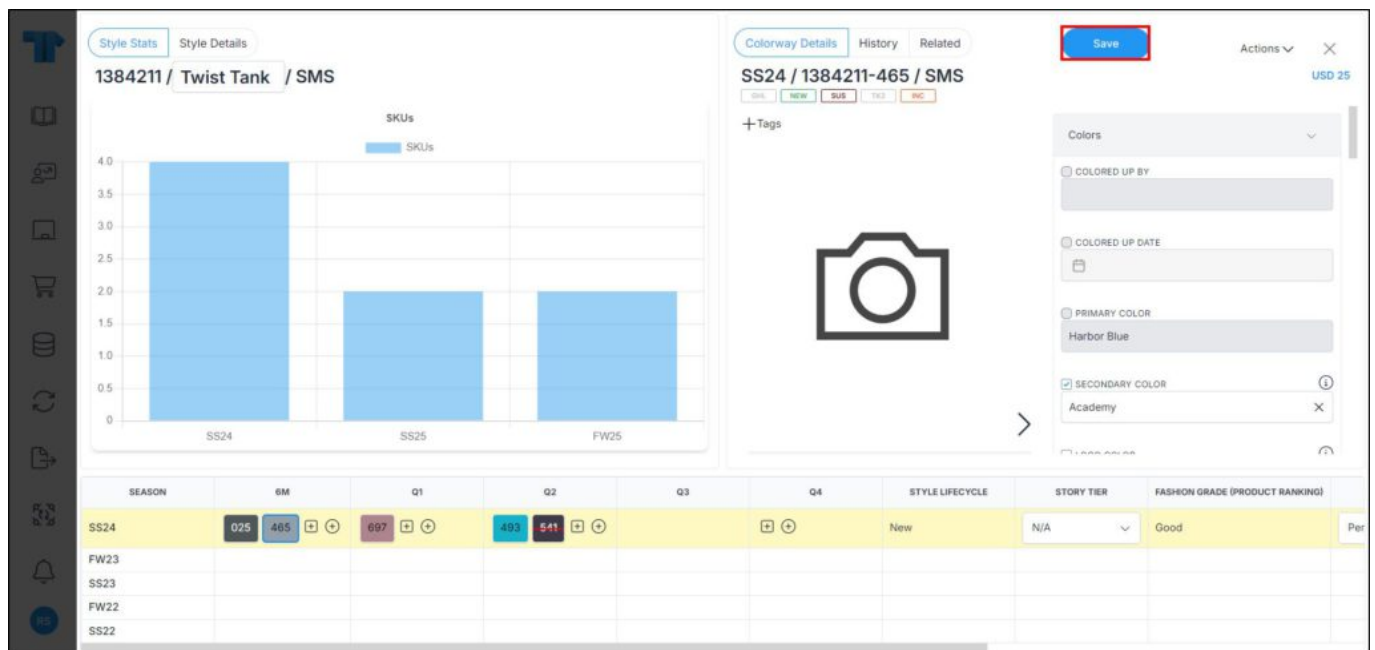 Style Stats Style Details
1384211 / Twist Tank / SMS
SKUs
SKUs
4.0
3.5
3.0
2.5
2.0
1.5
1.0
0.5
0
SS24 SS25 FW25
Colorway Details History Related
Save
Actions
SS24 / 1384211-465 / SMS
USD 25
NEW SUS INC
+Tags
Colors
COLORED UP BY
COLORED UP DATE
PRIMARY COLOR
Harbor Blue
SECONDARY COLOR
Academy
SEASON 6M Q1 Q2 Q3 Q4 STYLE LIFECYCLE STORY TIER FASHION GRADE (PRODUCT RANKING)
SS24 025 465 697 493 541 New N/A Good Per
FW23
SS23
FW22
SS22
RS